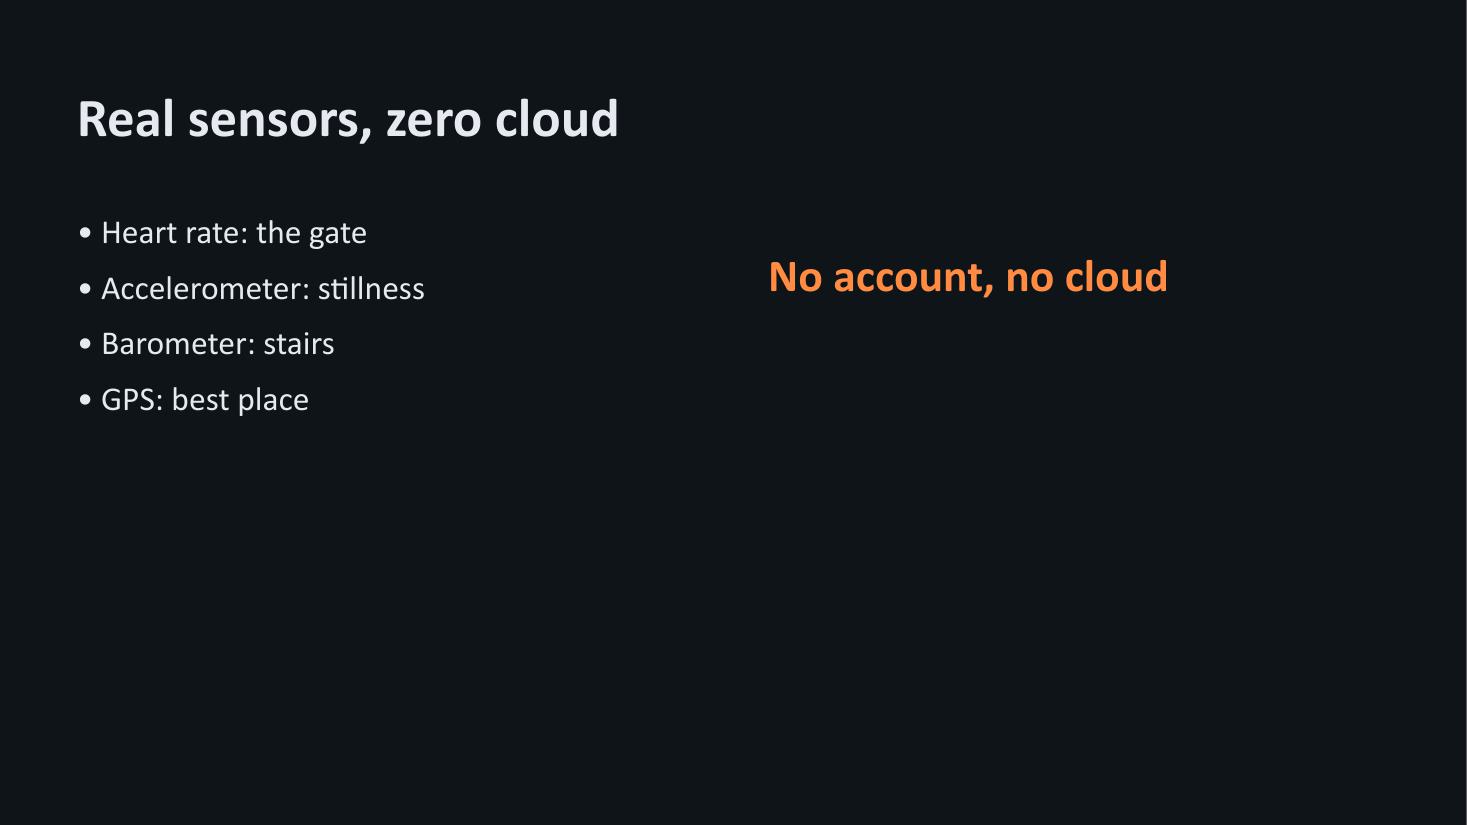 Real sensors, zero cloud
• Heart rate: the gate
• Accelerometer: stillness
• Barometer: stairs
• GPS: best place
No account, no cloud